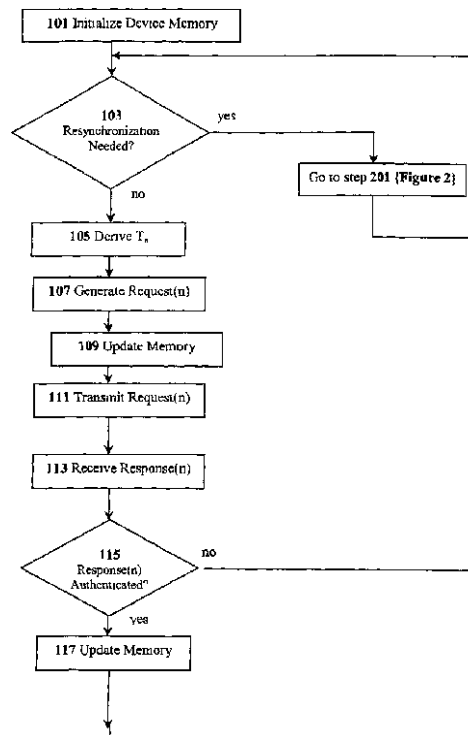 101 Initialize Device Memory
103
Resynchronization
Needed?
yes
Go to step 201 {Figure 2}
no
105 Derive Tn
107 Generate Request(n)
109 Update Memory
111 Transmit Request(n)
113 Receive Response(n)
115
Response(n)
Authenticated?
no
yes
117 Update Memory